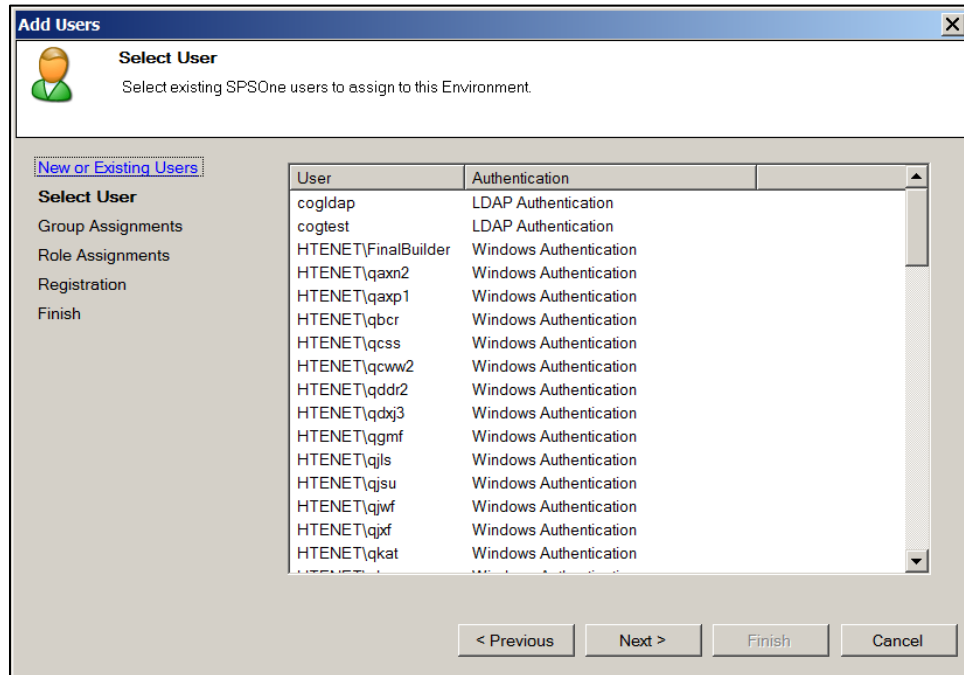 Add Users
Select User
Select existing SPSOne users to assign to this Environment.
New or Existing Users
Select User
Group Assignments
Role Assignments
Registration
Finish
User Authentication
cogldap LDAP Authentication
cogtest LDAP Authentication
HTENET\FinalBuilder Windows Authentication
HTENET\qaxn2 Windows Authentication
HTENET\qaxp1 Windows Authentication
HTENET\qbcr Windows Authentication
HTENET\qcss Windows Authentication
HTENET\qcww2 Windows Authentication
HTENET\qddr2 Windows Authentication
HTENET\qdxj3 Windows Authentication
HTENET\qgmf Windows Authentication
HTENET\qjls Windows Authentication
HTENET\qjsu Windows Authentication
HTENET\qjwf Windows Authentication
HTENET\qjxf Windows Authentication
HTENET\qkat Windows Authentication
< Previous Next > Finish Cancel